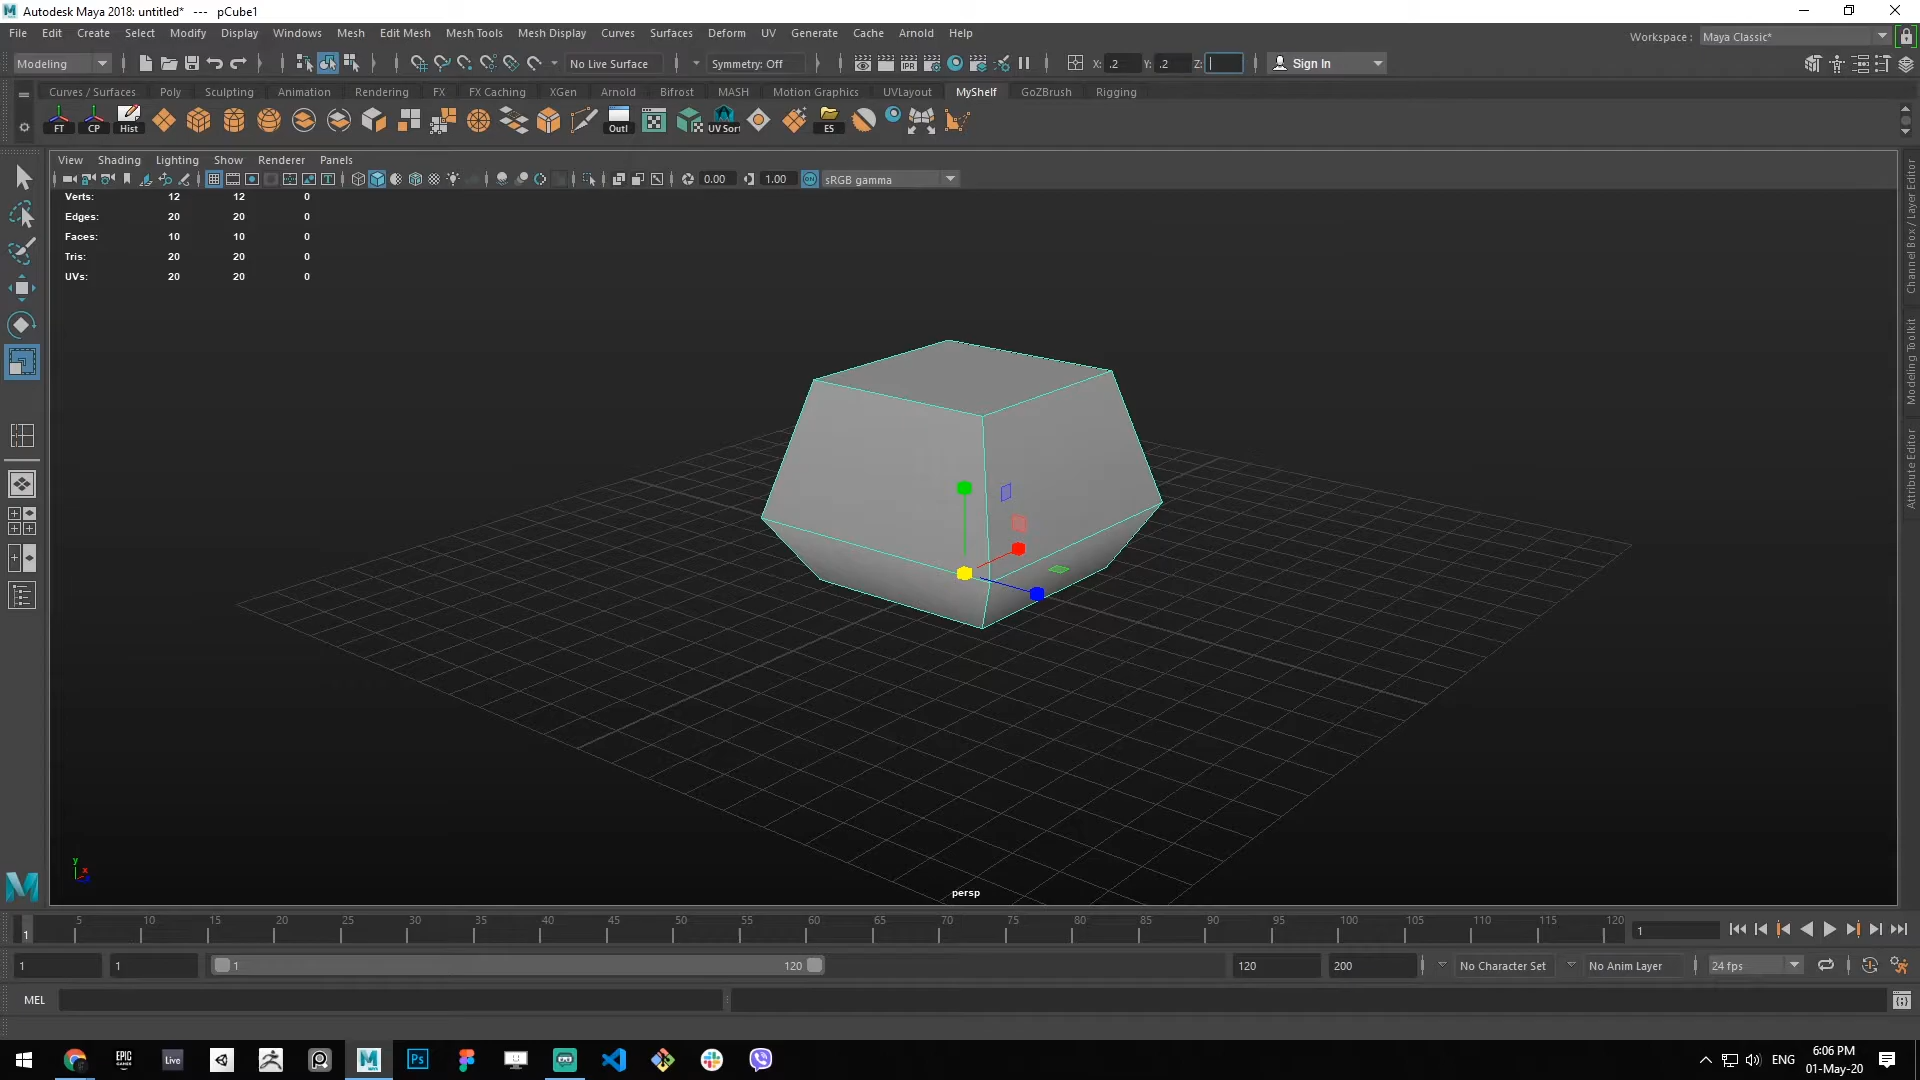 Autodesk Maya 2018: untitled*   ---   pCube1
File Edit Create Select Modify Display Windows Mesh Edit Mesh Mesh Tools Mesh Display Curves Surfaces Deform UV Generate Cache Arnold Help
Workspace : Maya Classic*
Modeling No Live Surface Symmetry: Off IPR X: .2 Y: .2 Z: Sign In
Curves / Surfaces Poly Sculpting Animation Rendering FX FX Caching XGen Arnold Bifrost MASH Motion Graphics UVLayout MyShelf GoZBrush Rigging
FT CP Hist Outl UV Sort ES
View Shading Lighting Show Renderer Panels
0.00 1.00 ON sRGB gamma
Verts: 12 12 0
Edges: 20 20 0
Faces: 10 10 0
Tris: 20 20 0
UVs: 20 20 0
Channel Box / Layer Editor
Modeling Toolkit
Attribute Editor
y
x
persp
1 5 10 15 20 25 30 35 40 45 50 55 60 65 70 75 80 85 90 95 100 105 110 115 120 1
1 1 1 120 120 200 No Character Set No Anim Layer 24 fps
MEL
EPIC GAMES Live Ps ENG
6:06 PM
01-May-20